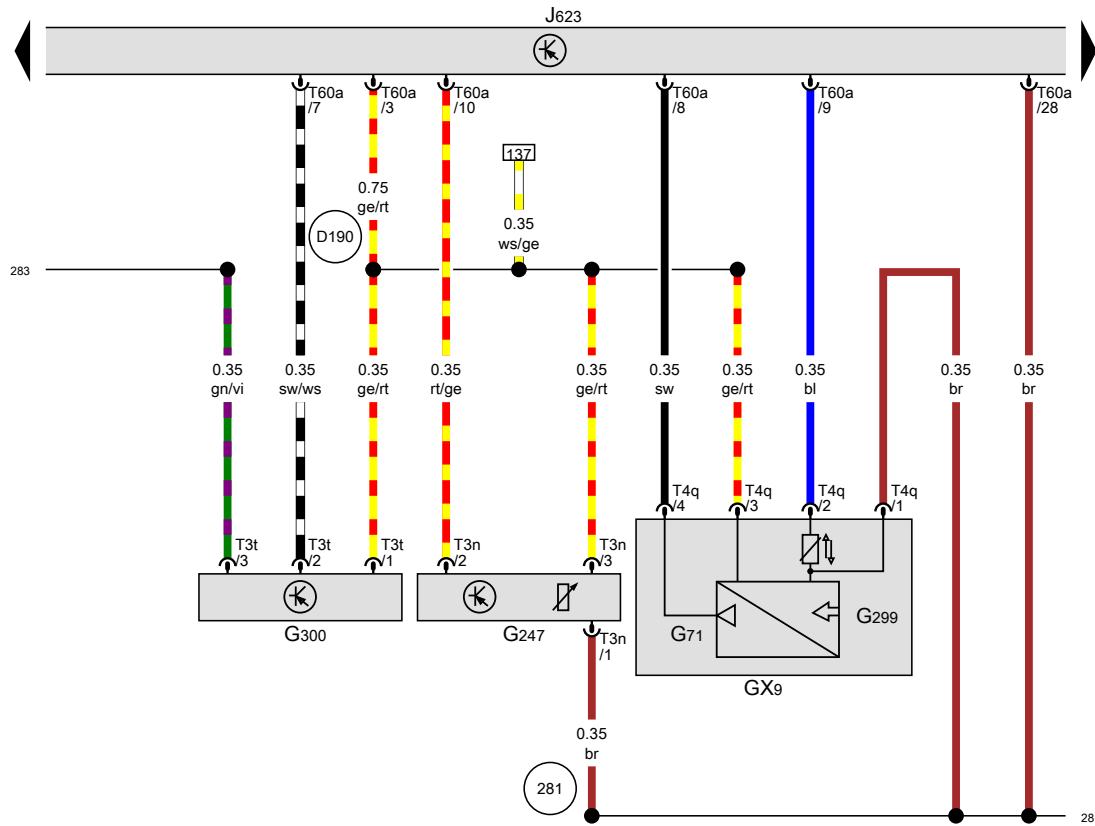 J623
T60a
/7
T60a
/3
T60a
/10
T60a
/8
T60a
/9
T60a
/28
137
0.75
ge/rt
D190
0.35
ws/ge
283
0.35
gn/vi
0.35
sw/ws
0.35
ge/rt
0.35
rt/ge
0.35
ge/rt
0.35
sw
0.35
ge/rt
0.35
bl
0.35
br
0.35
br
T4q
/4
T4q
/3
T4q
/2
T4q
/1
T3t
/3
T3t
/2
T3t
/1
T3n
/2
T3n
/3
G300
G247
T3n
/1
G71
G299
GX9
0.35
br
281
28